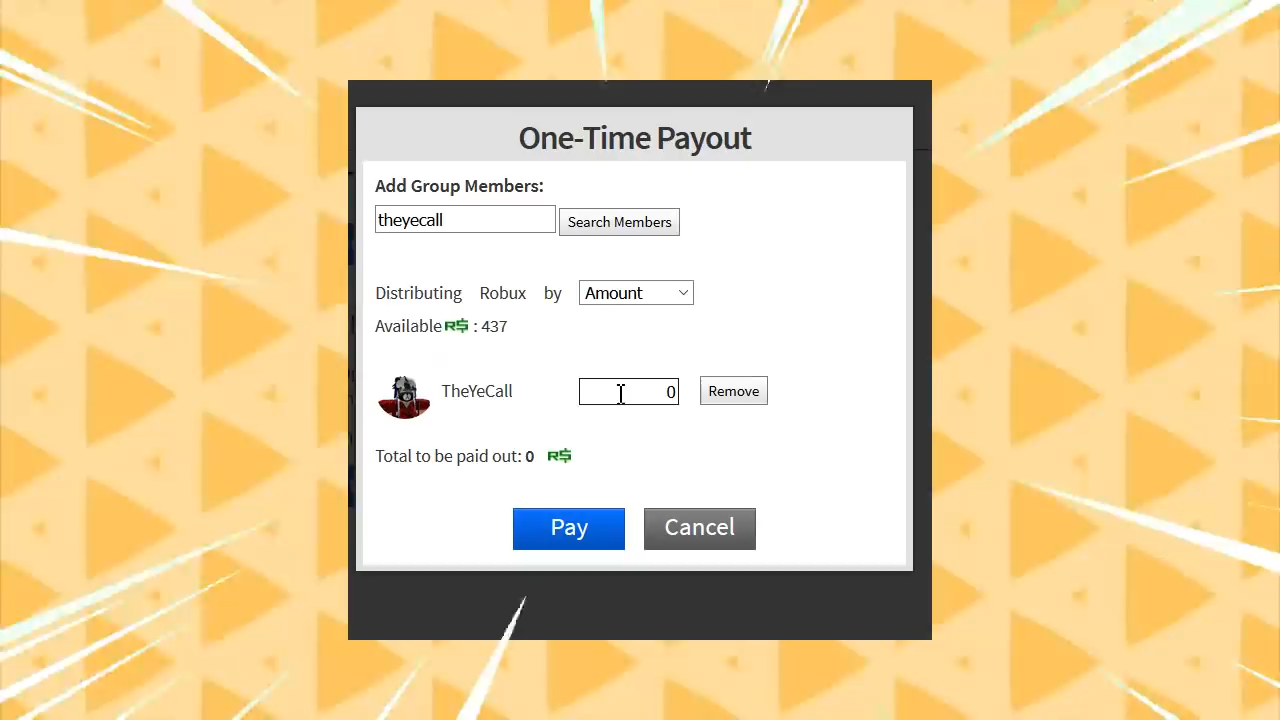 One-Time Payout
Add Group Members:
theyecall Search Members
Distributing Robux by Amount
Available R$ : 437
TheYeCall 0 Remove
Total to be paid out: 0 R$
Pay Cancel